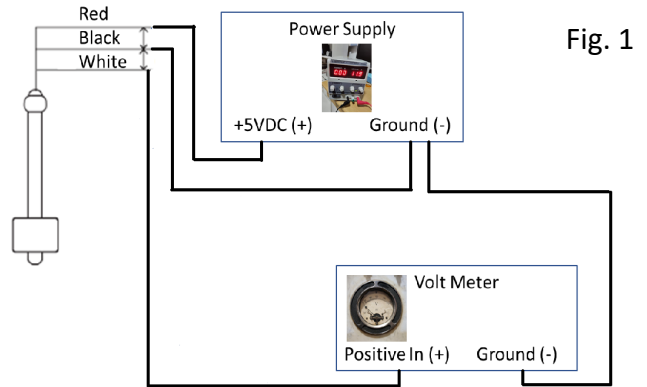 Red
Black
White
Power Supply
+5VDC (+)
Ground (-)
Fig. 1
Volt Meter
Positive In (+)
Ground (-)